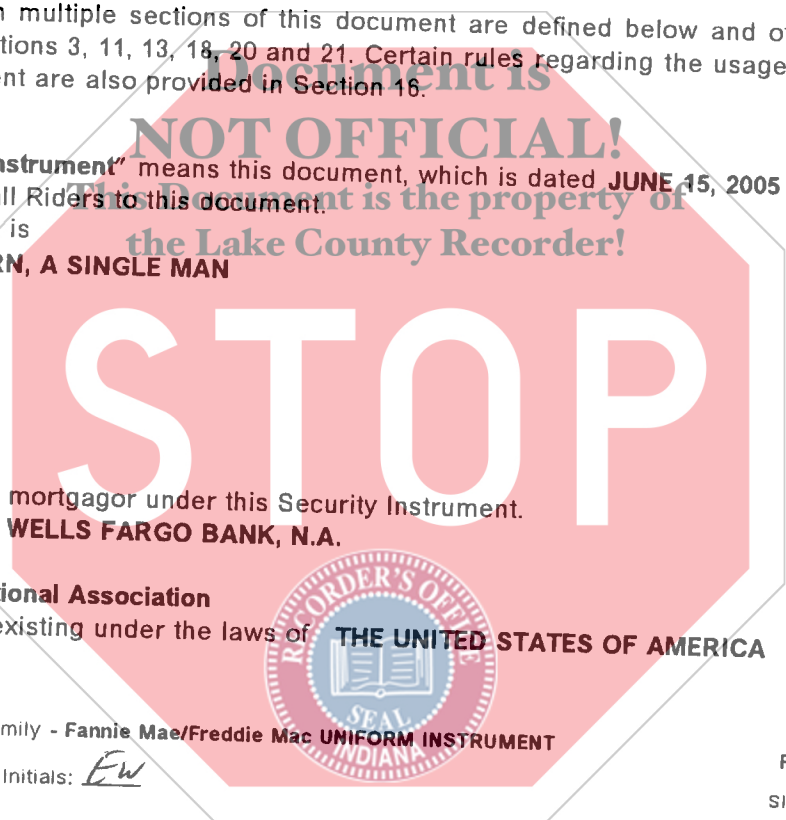 multiple sections of this document are defined below and
tions 3, 11, 13, 18, 20 and 21. Certain rules regarding the usage
ent are also provided in Section 16.
Document is
NOT OFFICIAL!
nstrument" means this document, which is dated JUNE 15, 2005
This Document is the property of
ll Riders to this document.
is
the Lake County Recorder!
RN, A SINGLE MAN
STOP
mortgagor under this Security Instrument.
WELLS FARGO BANK, N.A.
tional Association
existing under the laws of THE UNITED STATES OF AMERICA
RECORDER'S OFFICE
SEAL
INDIANA
mily - Fannie Mae/Freddie Mac UNIFORM INSTRUMENT
Initials: EW